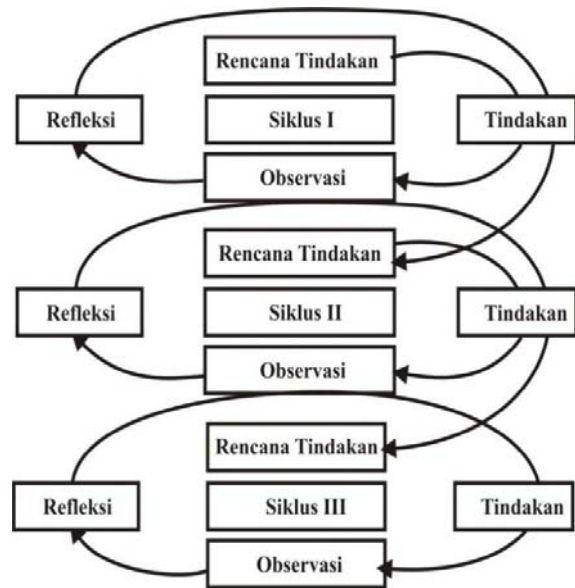 Rencana Tindakan
Refleksi
Siklus I
Tindakan
Observasi
Rencana Tindakan
Refleksi
Siklus II
Tindakan
Observasi
Rencana Tindakan
Refleksi
Siklus III
Tindakan
Observasi